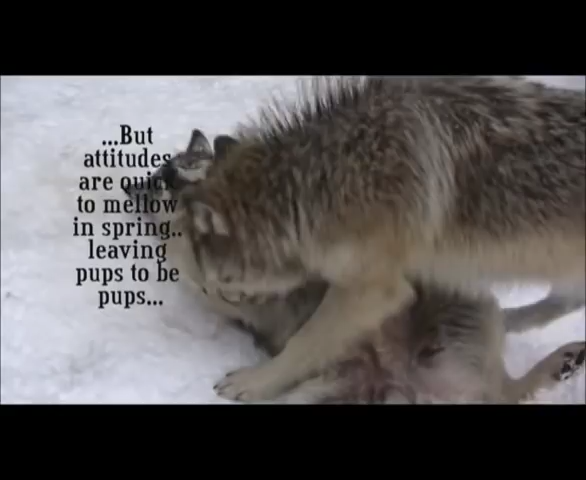 ...But
attitudes
are quick
to mellow
in spring..
leaving
pups to be
pups...